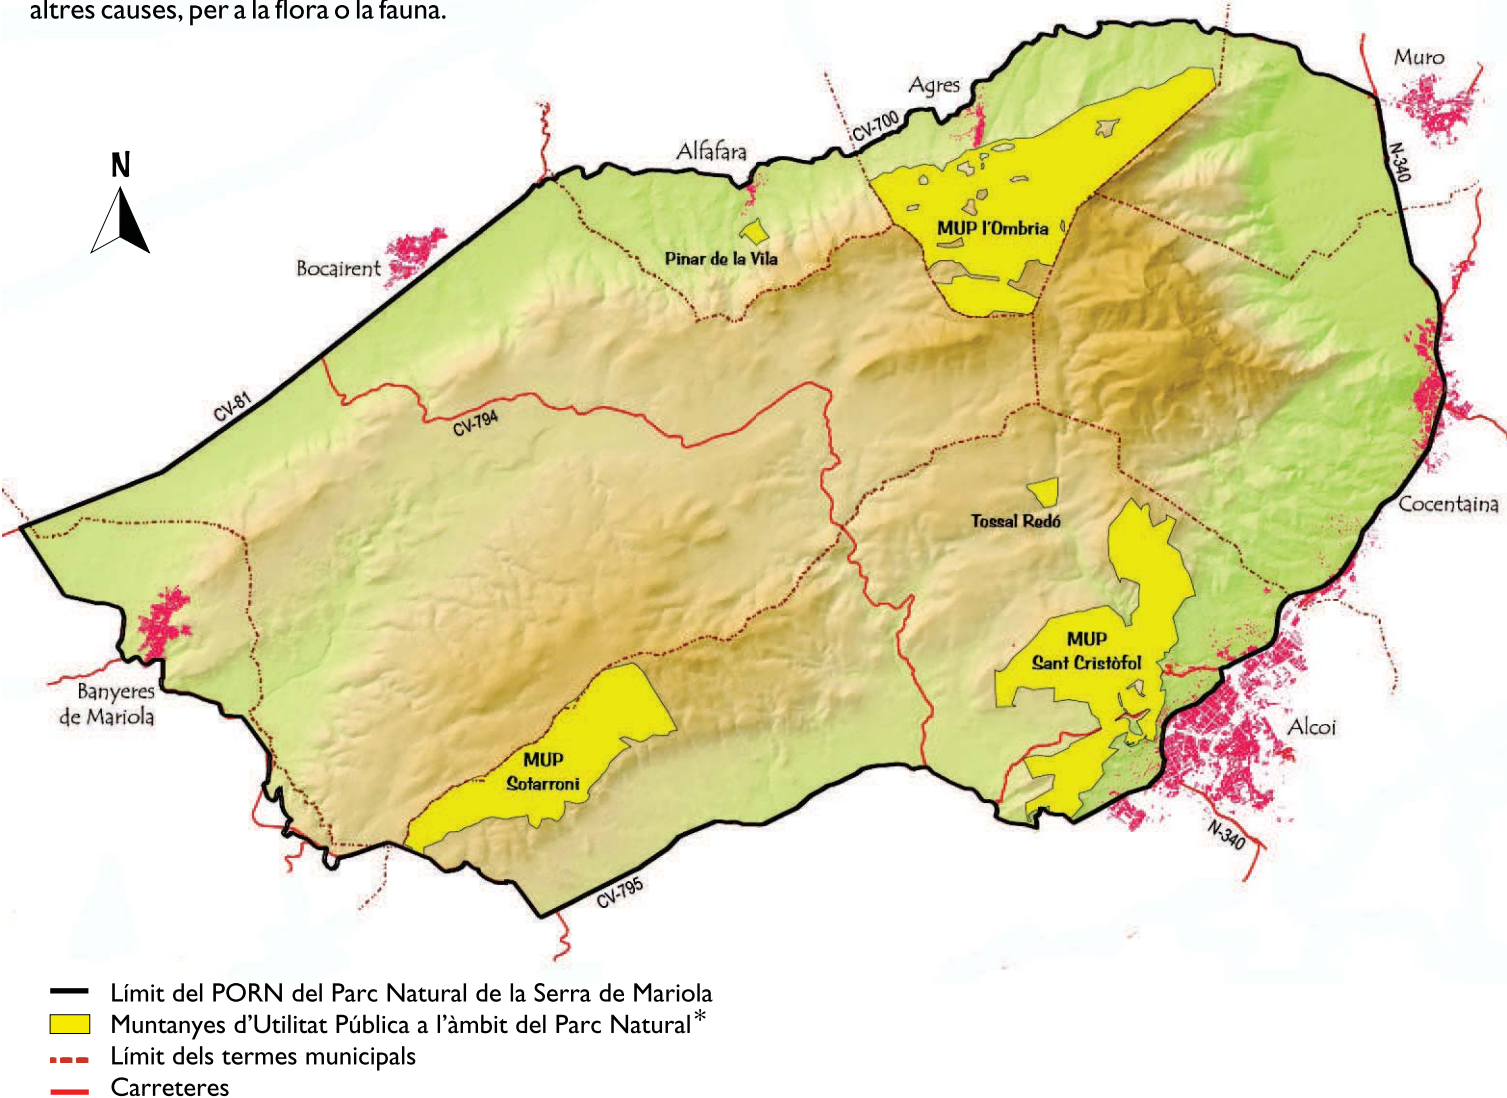 altres causes, per a la flora o la fauna.
Muro
Agres
CV-700
Alfafara
N
N-340
MUP l'Ombria
Pinar de la Vila
Bocairent
CV-81
CV-794
Cocentaina
Tossal Redó
MUP
Sant Cristòfol
Banyeres
de Mariola
Alcoi
MUP
Sotarroni
N-340
CV-795
Límit del PORN del Parc Natural de la Serra de Mariola
Muntanyes d'Utilitat Pública a l'àmbit del Parc Natural*
Límit dels termes municipals
Carreteres